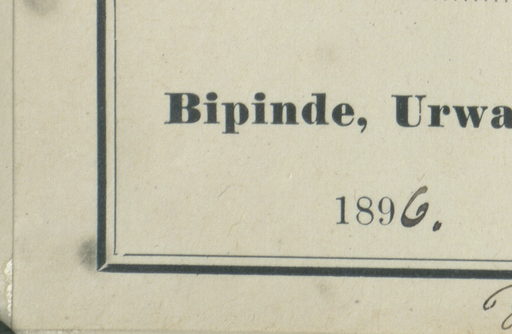 Bipinde, Urwa
1896.